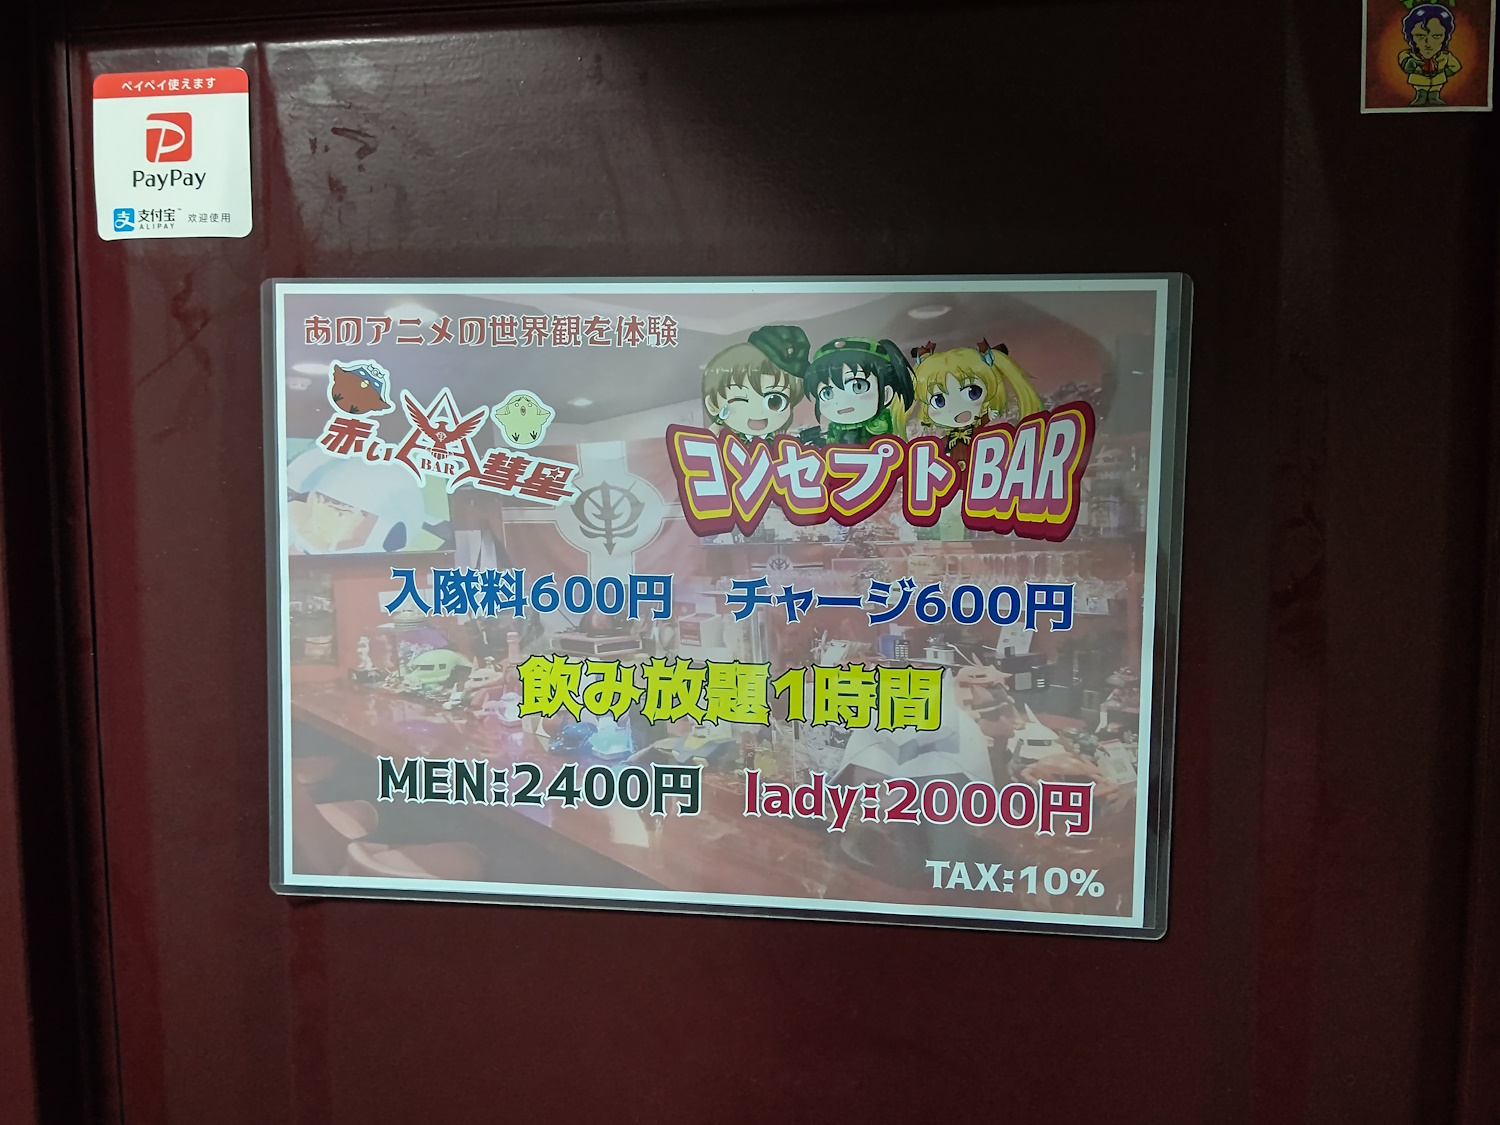 ペイペイ使えます
PayPay
支付宝™ 欢迎使用
ALIPAY
あのアニメの世界観を体験
赤い BAR 彗星
コンセプトBAR
入隊料600円 チャージ600円
飲み放題1時間
MEN:2400円 lady:2000円
TAX:10%